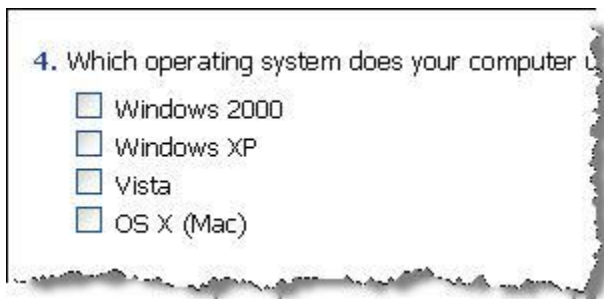 4. Which operating system does your computer
Windows 2000
Windows XP
Vista
OS X (Mac)